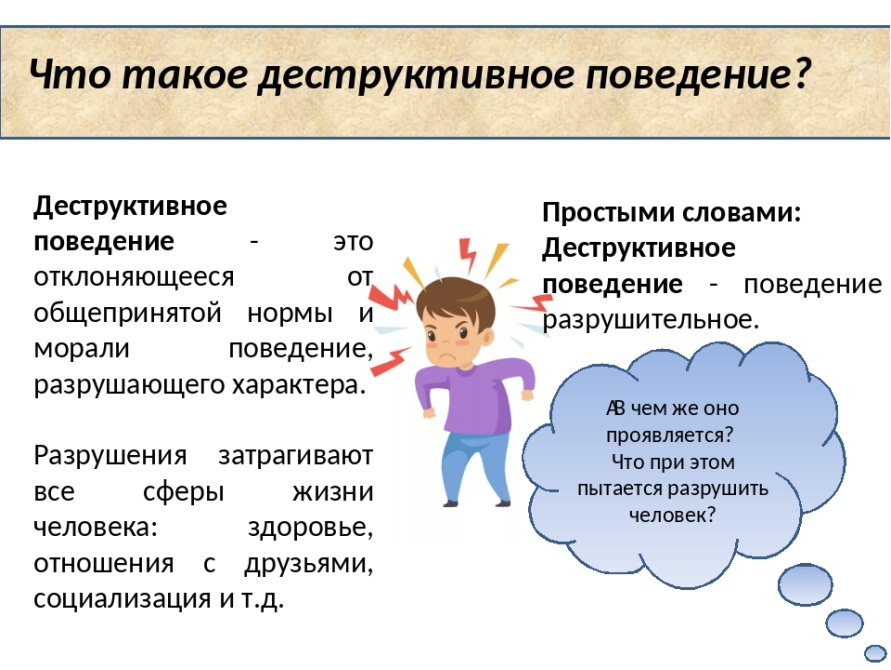 Что такое деструктивное поведение?
Деструктивное
поведение - это
отклоняющееся от
общепринятой нормы и
морали поведение,
разрушающего характера.
Разрушения затрагивают
все сферы жизни
человека: здоровье,
отношения с друзьями,
социализация и т.д.
Простыми словами:
Деструктивное
поведение - поведение
разрушительное.
АВ чем же оно
проявляется?
Что при этом
пытается разрушить
человек?